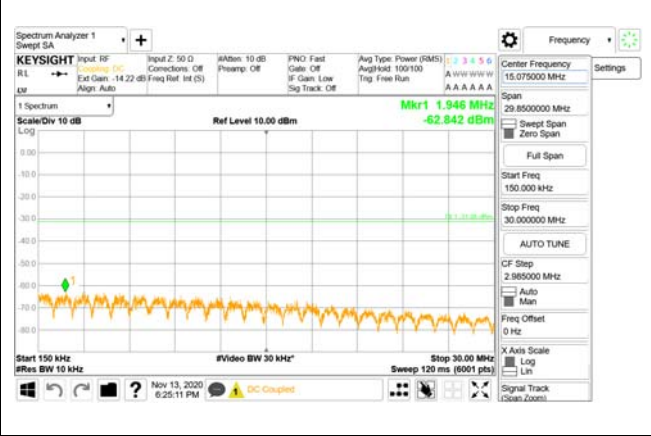 Spectrum Analyzer 1
Swept SA
Frequency
KEYSIGHT
Input: RF
Coupling: DC
Ext Gain: -14.22 dB
Align: Auto
Input Z: 50 Ω
Corrections: Off
Freq Ref: Int (S)
#Atten: 10 dB
Preamp: Off
PNO: Fast
Gate: Off
IF Gain: Low
Sig Track: Off
Avg Type: Power (RMS)
Avg|Hold: 100/100
Trig: Free Run
1 2 3 4 5 6
A W W W W W
A A A A A A
RL
1 Spectrum
Scale/Div 10 dB
Ref Level 10.00 dBm
Mkr1 1.946 MHz
-62.842 dBm
Log
0.00
-10.0
-20.0
-30.0
-40.0
-50.0
-60.0
-70.0
-80.0
1
Start 150 kHz
#Res BW 10 kHz
#Video BW 30 kHz*
Stop 30.00 MHz
Sweep 120 ms (6001 pts)
?
Nov 13, 2020
6:25:11 PM
1
DC Coupled
Center Frequency
15.075000 MHz
Settings
Span
29.8500000 MHz
Swept Span
Zero Span
Full Span
Start Freq
150.000 kHz
Stop Freq
30.000000 MHz
AUTO TUNE
CF Step
2.985000 MHz
Auto
Man
Freq Offset
0 Hz
X Axis Scale
Log
Lin
Signal Track
(Span Zoom)